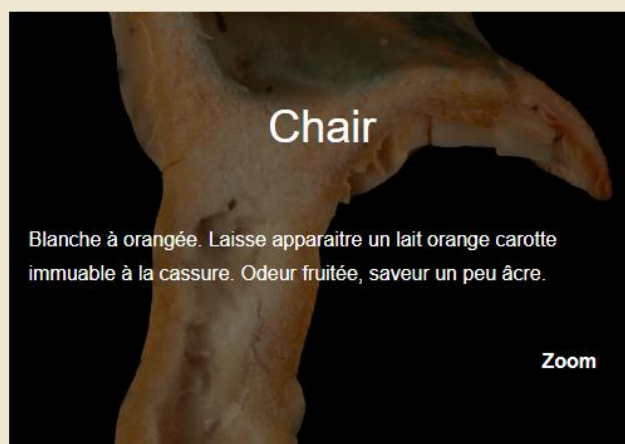 Chair
Blanche à orangée. Laisse apparaitre un lait orange carotte
immuable à la cassure. Odeur fruitée, saveur un peu âcre.
Zoom